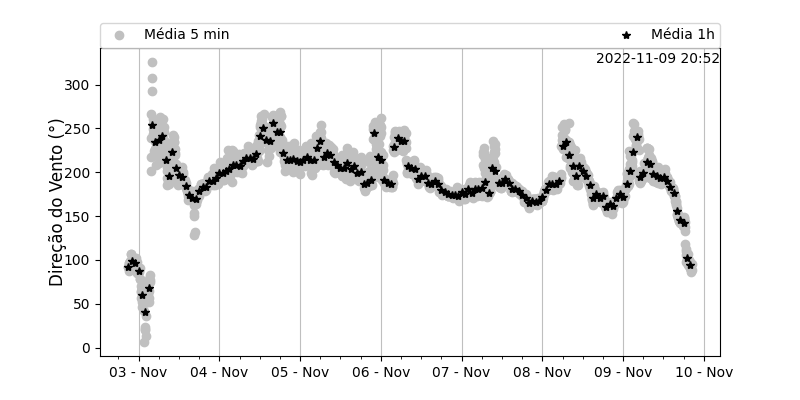 Média 5 min
Média 1h
2022-11-09 20:52
Direção do Vento (°)
300
250
200
150
100
50
0
03 - Nov
04 - Nov
05 - Nov
06 - Nov
07 - Nov
08 - Nov
09 - Nov
10 - Nov